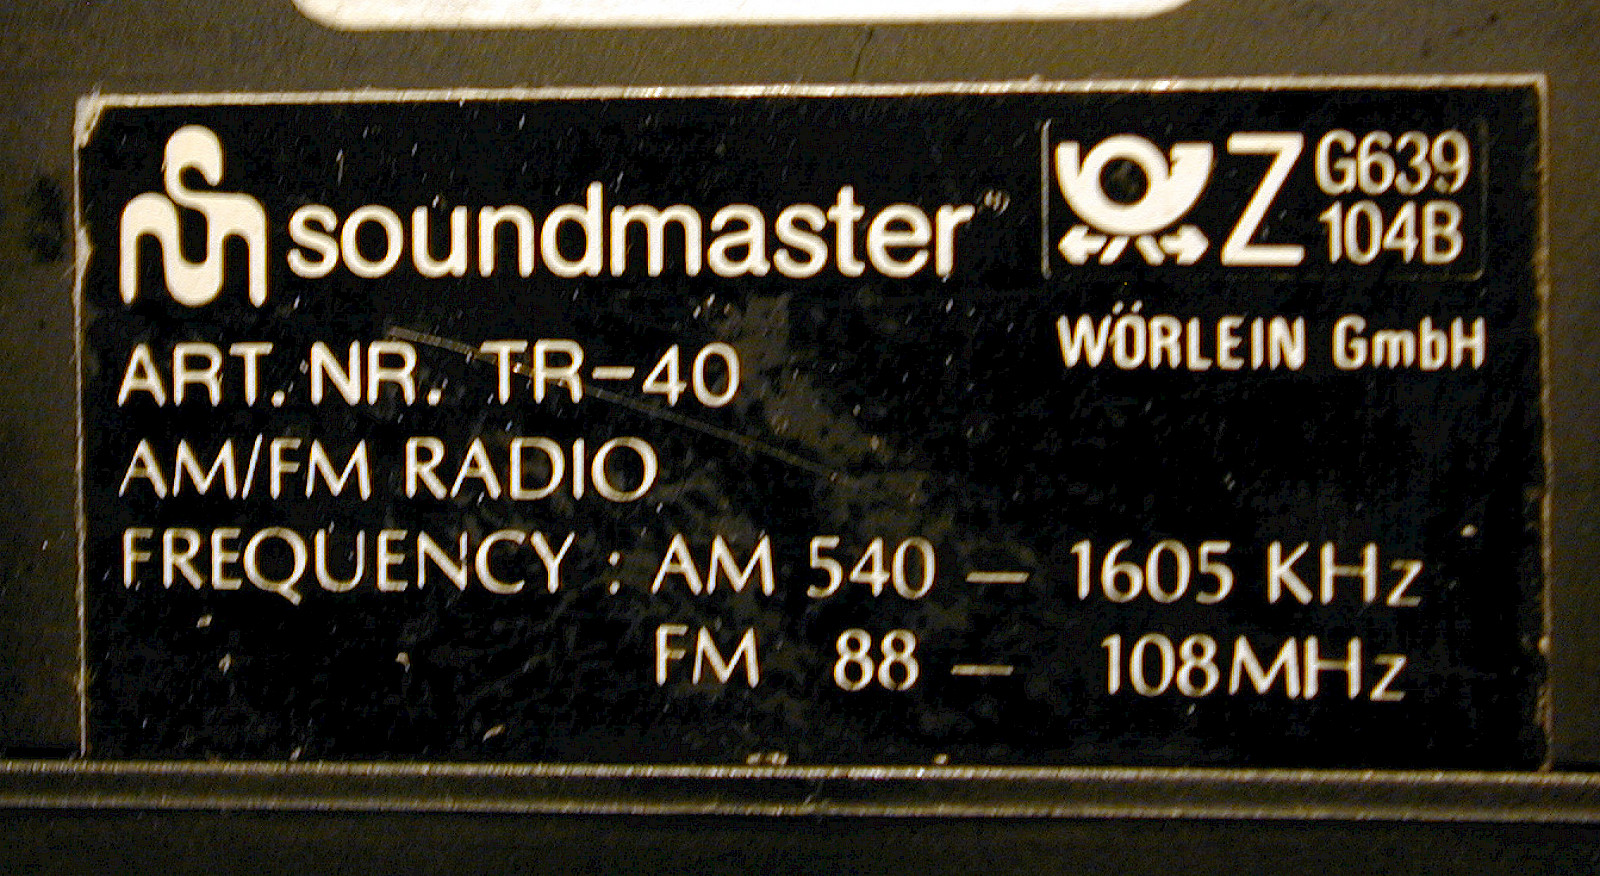 soundmaster
Z G639
104B
WÖRLEIN GmbH
ART. NR. TR-40
AM/FM RADIO
FREQUENCY : AM 540 — 1605 KHz
FM 88 — 108MHz